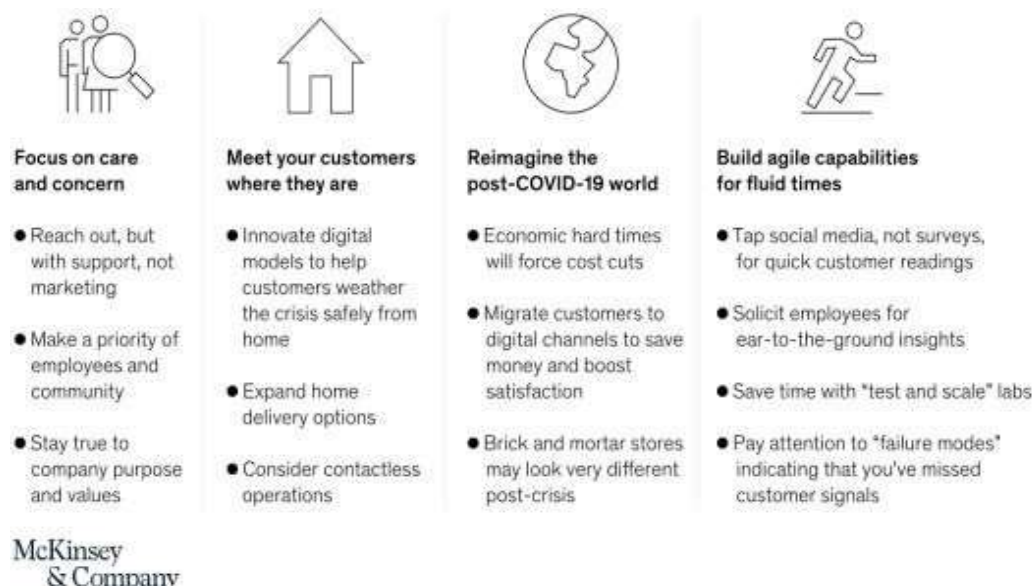 Focus on care
and concern
● Reach out, but
with support, not
marketing
● Make a priority of
employees and
community
● Stay true to
company purpose
and values
Meet your customers
where they are
● Innovate digital
models to help
customers weather
the crisis safely from
home
● Expand home
delivery options
● Consider contactless
operations
Reimagine the
post-COVID-19 world
● Economic hard times
will force cost cuts
● Migrate customers to
digital channels to save
money and boost
satisfaction
● Brick and mortar stores
may look very different
post-crisis
Build agile capabilities
for fluid times
● Tap social media, not surveys,
for quick customer readings
● Solicit employees for
ear-to-the-ground insights
● Save time with “test and scale” labs
● Pay attention to “failure modes”
indicating that you've missed
customer signals
McKinsey
& Company